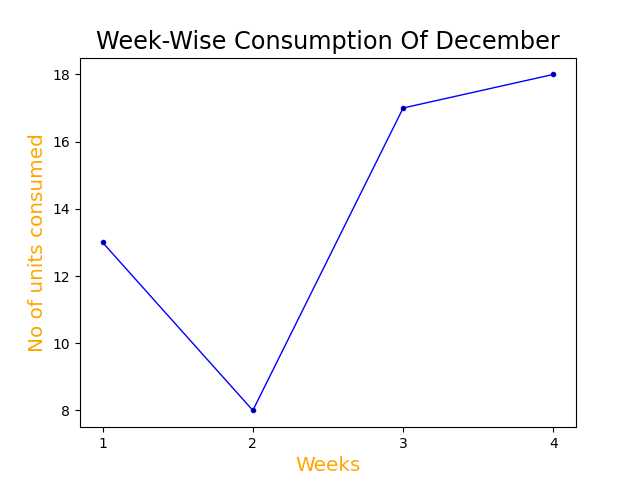 Week-Wise Consumption Of December
No of units consumed
18
16
14
12
10
8
1 2 3 4
Weeks